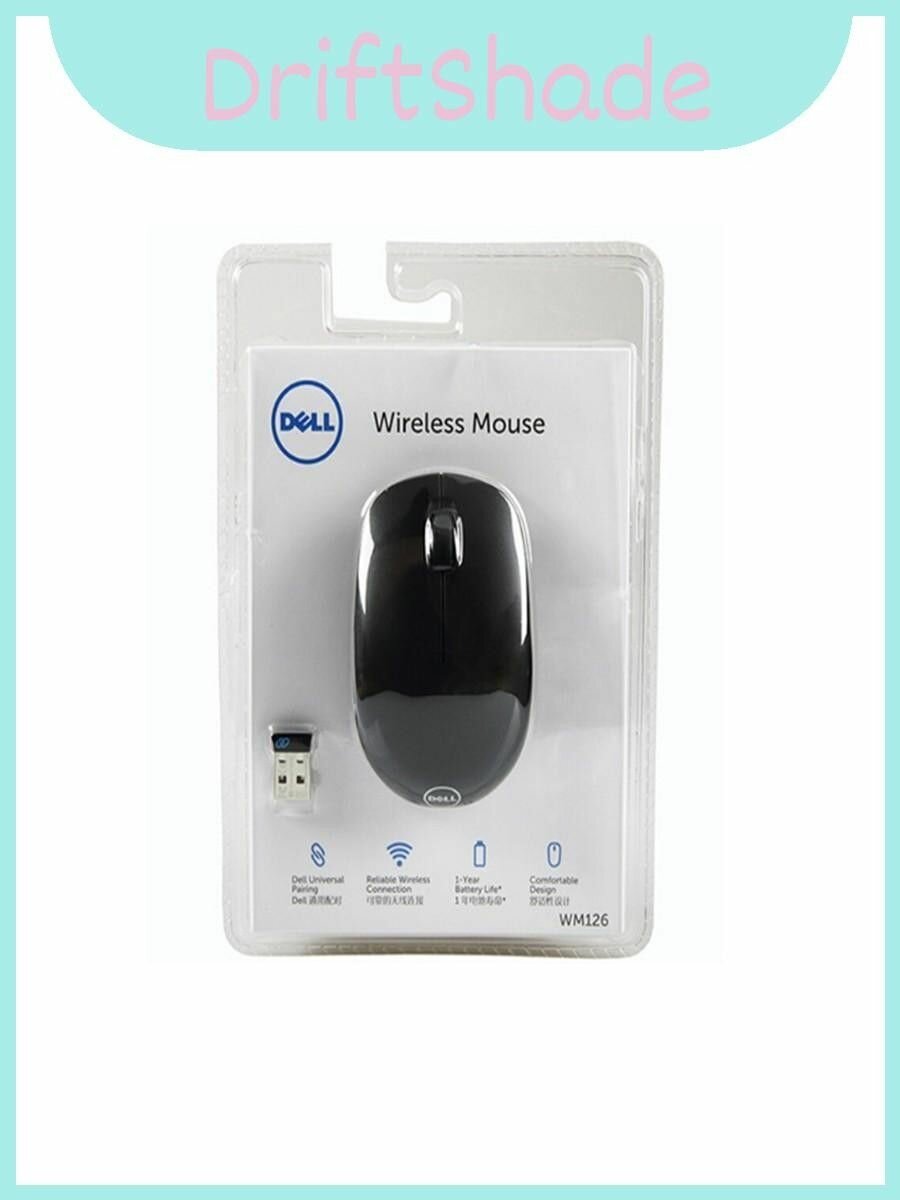 DriftShade
DELL
Wireless Mouse
DELL
Dell Universal
Pairing
Dell 通用配对
Reliable Wireless
Connection
可靠的无线连接
1-Year
Battery Life*
1 年电池寿命*
Comfortable
Design
舒适性设计
WM126